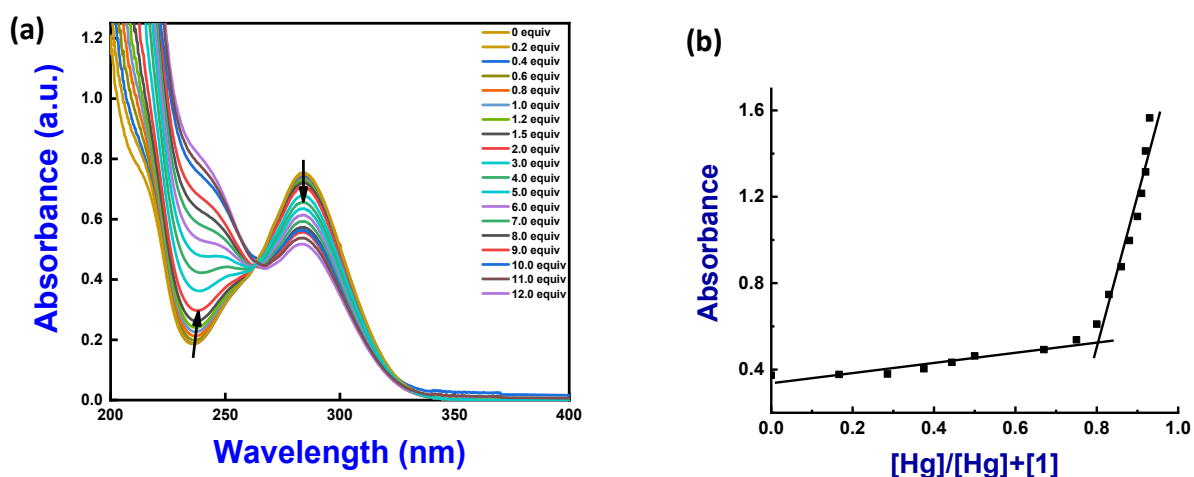 (a)
Absorbance (a.u.)
1.2
1.0
0.8
0.6
0.4
0.2
0.0
200 250 300 350 400
Wavelength (nm)
0 equiv
0.2 equiv
0.4 equiv
0.6 equiv
0.8 equiv
1.0 equiv
1.2 equiv
1.5 equiv
2.0 equiv
3.0 equiv
4.0 equiv
5.0 equiv
6.0 equiv
7.0 equiv
8.0 equiv
9.0 equiv
10.0 equiv
11.0 equiv
12.0 equiv
(b)
Absorbance
1.6
1.2
0.8
0.4
0.0 0.2 0.4 0.6 0.8 1.0
[Hg]/[Hg]+[1]